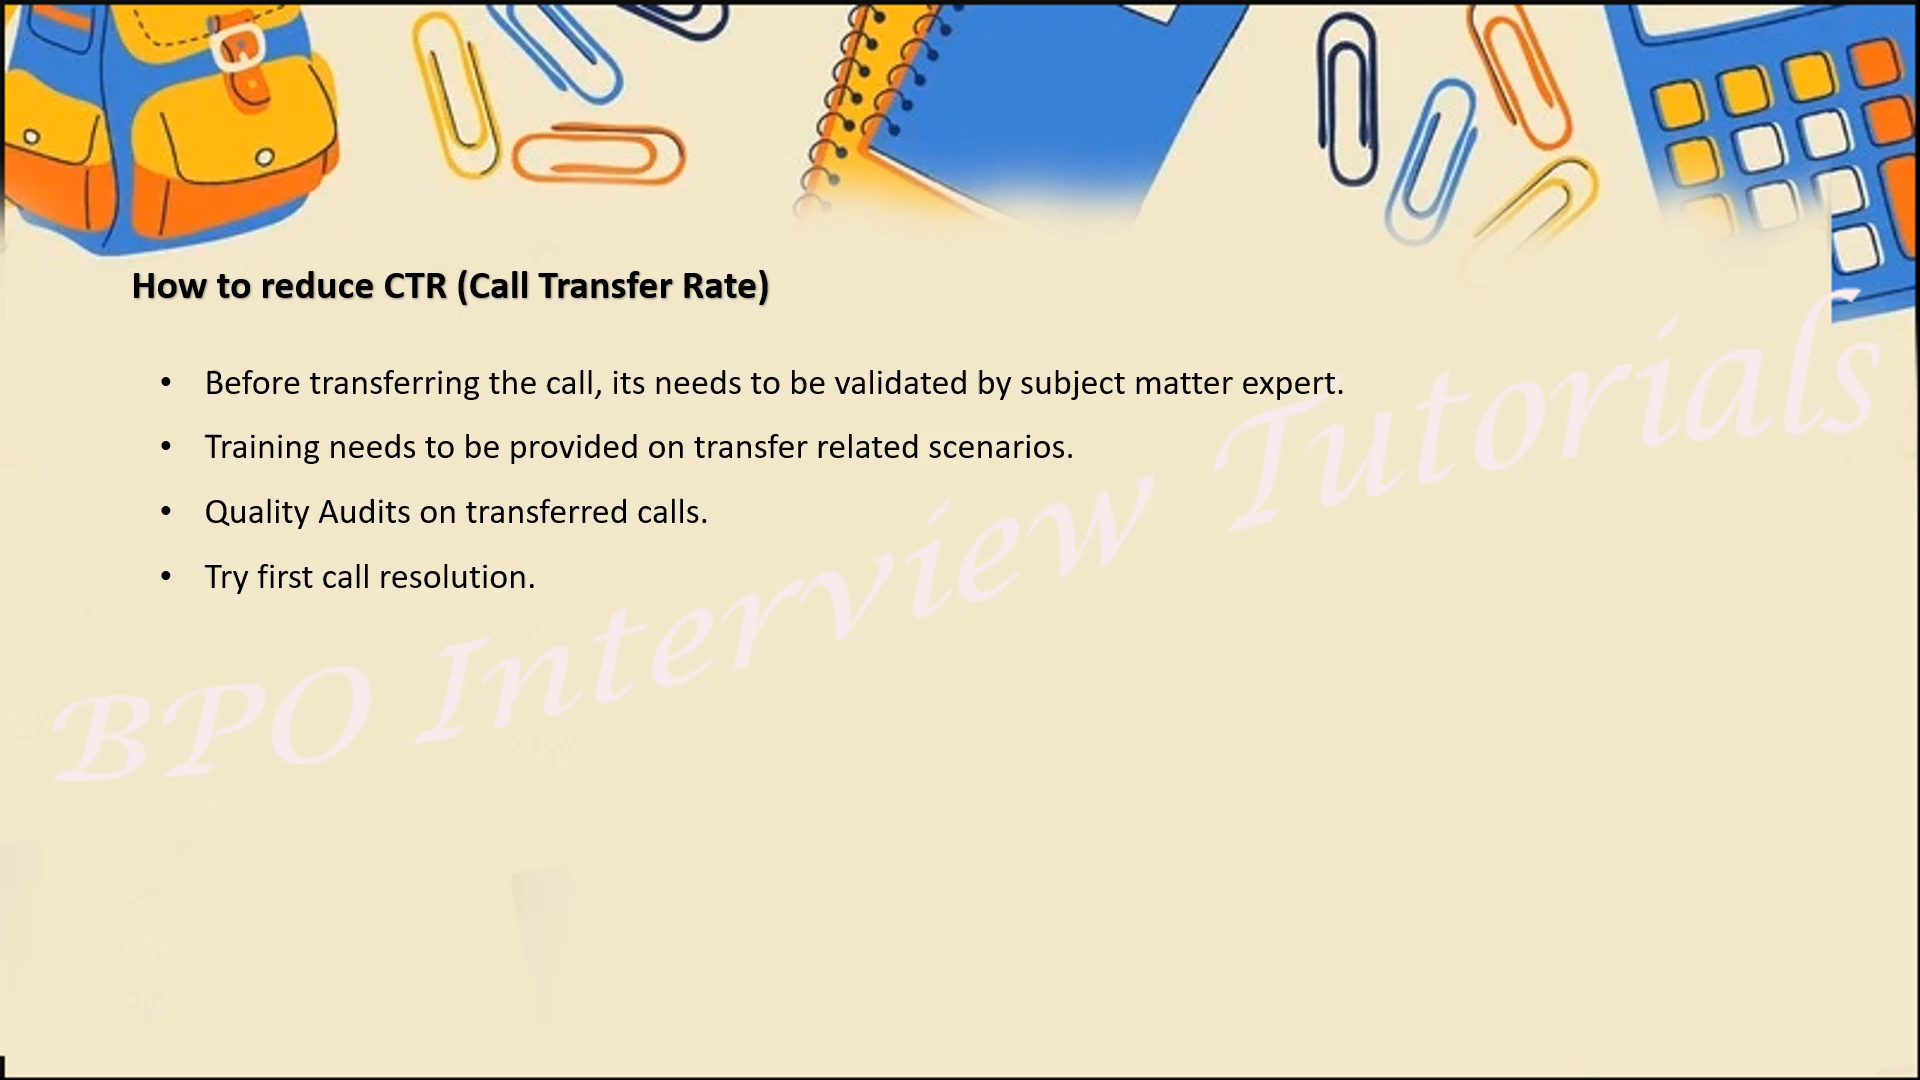 How to reduce CTR (Call Transfer Rate)
• Before transferring the call, its needs to be validated by subject matter expert.
• Training needs to be provided on transfer related scenarios.
• Quality Audits on transferred calls.
• Try first call resolution.
BPO Interview Tutorials